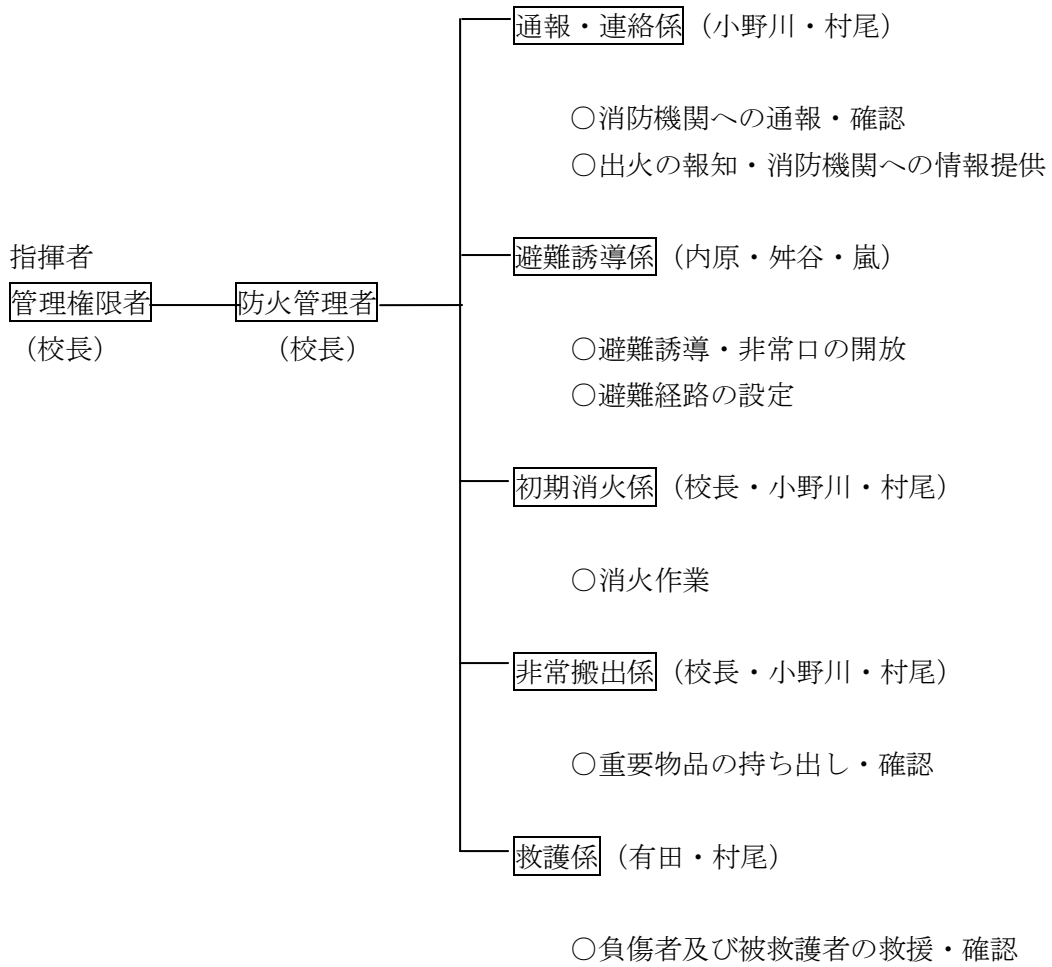 通報・連絡係（小野川・村尾）
○消防機関への通報・確認
○出火の報知・消防機関への情報提供
指揮者
避難誘導係（内原・舛谷・嵐）
管理権限者
防火管理者
（校長）
（校長）
○避難誘導・非常口の開放
○避難経路の設定
初期消火係（校長・小野川・村尾）
○消火作業
非常搬出係（校長・小野川・村尾）
○重要物品の持ち出し・確認
救護係（有田・村尾）
○負傷者及び被救護者の救援・確認